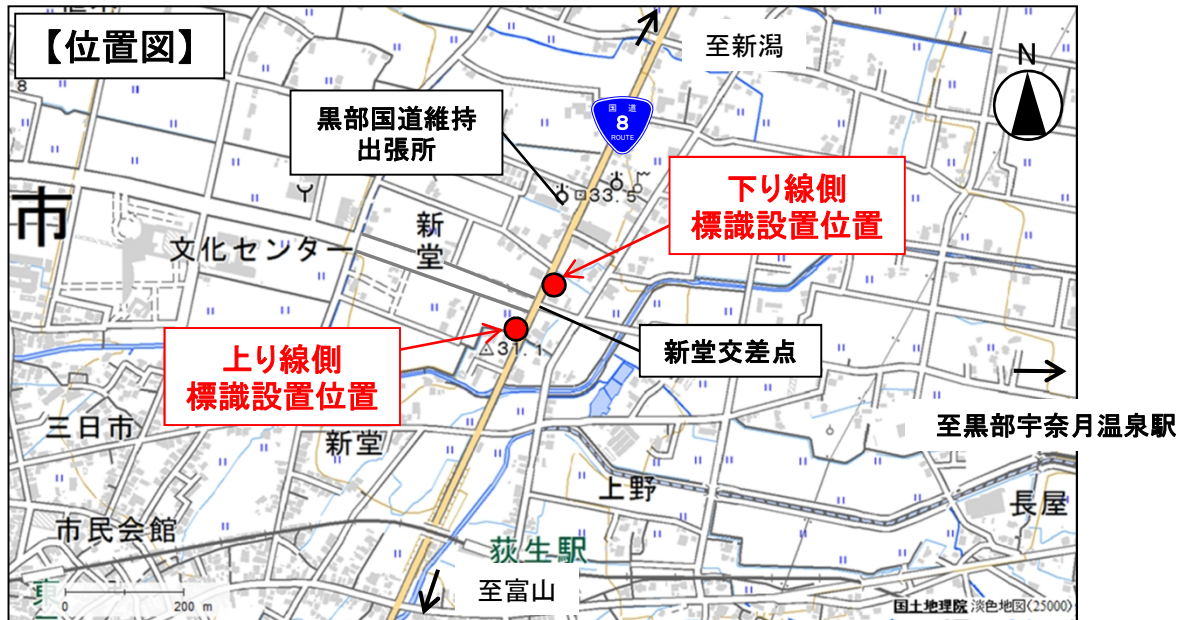 【位置図】
至新潟
N
8
黒部国道維持
出張所
国道
8
ROUTE
33.5
下り線側
標識設置位置
市
新堂
文化センター
上り線側
標識設置位置
31.1
新堂交差点
三日市
新堂
至黒部宇奈月温泉駅
上野
長屋
市民会館
荻生駅
至富山
0 200 m
国土地理院 淡色地図(25000)